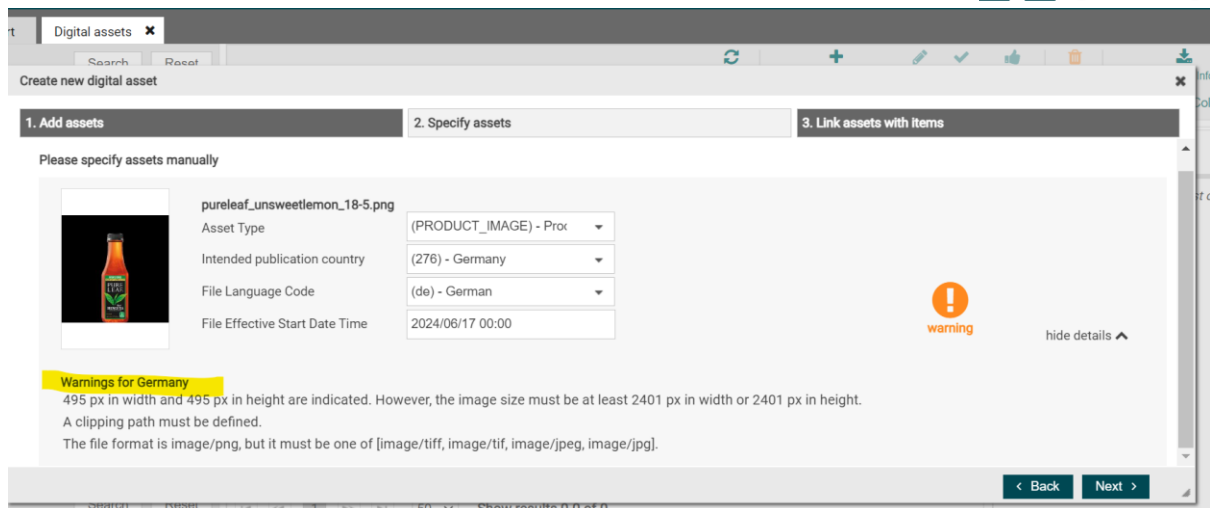 Digital assets ✖
Search Reset
Create new digital asset ✖
1. Add assets 2. Specify assets 3. Link assets with items
Please specify assets manually
pureleaf_unsweetlemon_18-5.png
Asset Type (PRODUCT_IMAGE) - Proc
Intended publication country (276) - Germany
File Language Code (de) - German
File Effective Start Date Time 2024/06/17 00:00
PURE
LEAF
warning
hide details
Warnings for Germany
495 px in width and 495 px in height are indicated. However, the image size must be at least 2401 px in width or 2401 px in height.
A clipping path must be defined.
The file format is image/png, but it must be one of [image/tiff, image/tif, image/jpeg, image/jpg].
< Back Next >
Search Reset 50 Show results 0-0 of 0